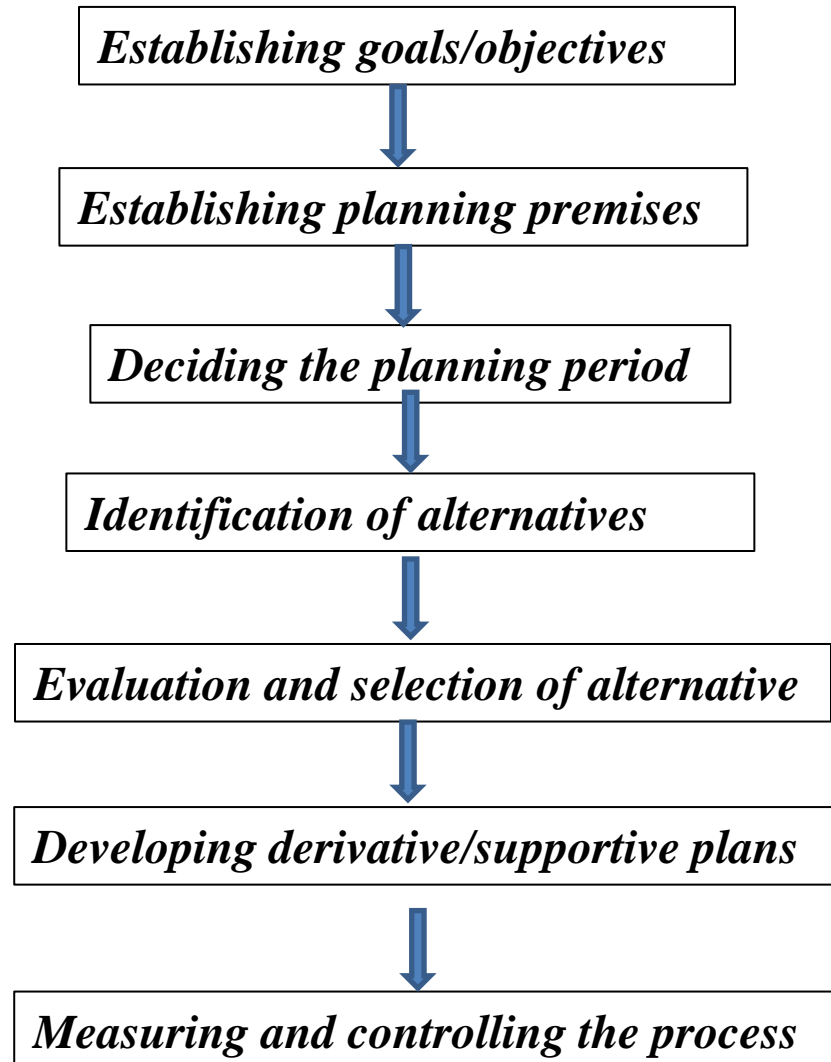 Establishing goals/objectives
Establishing planning premises
Deciding the planning period
Identification of alternatives
Evaluation and selection of alternative
Developing derivative/supportive plans
Measuring and controlling the process